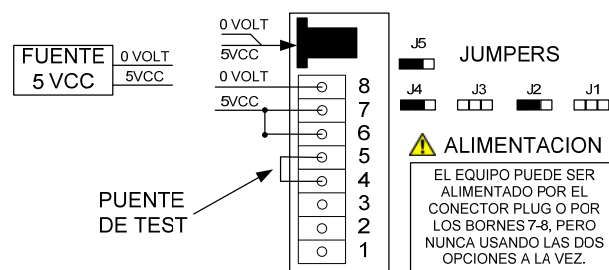 FUENTE
5 VCC
0 VOLT
5VCC
0 VOLT
5VCC
0 VOLT
5VCC
8
7
6
5
4
3
2
1
PUENTE
DE TEST
J5
JUMPERS
J4 J3 J2 J1
ALIMENTACION
EL EQUIPO PUEDE SER
ALIMENTADO POR EL
CONECTOR PLUG O POR
LOS BORNES 7-8, PERO
NUNCA USANDO LAS DOS
OPCIONES A LA VEZ.